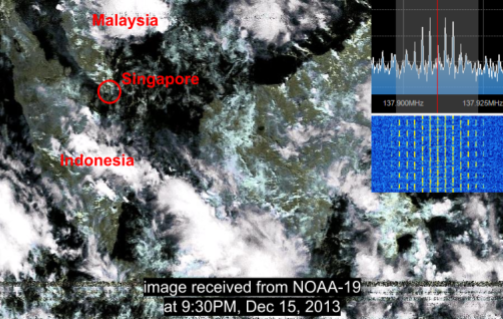 Malaysia
137.900MHz 137.925MHz
Singapore
Indonesia
image received from NOAA-19
at 9:30PM, Dec 15, 2013